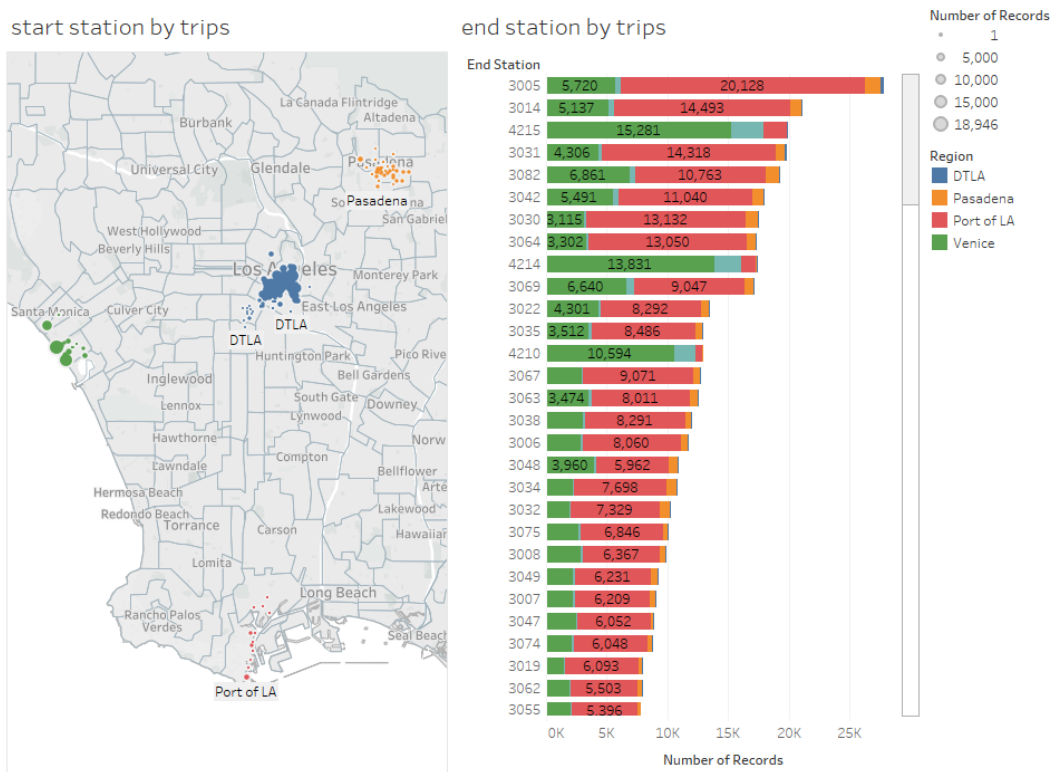 start station by trips
La Canada Flintridge
Altadena
Burbank
Pasadena
Universal City
Glendale
Pasadena
San Gabriel
West Hollywood
Beverly Hills
Los Angeles
Monterey Park
Santa Monica
Culver City
East Los Angeles
DTLA
DTLA
Huntington Park
Pico River
Bell Gardens
Inglewood
South Gate
Downey
Lennox
Lynwood
Hawthorne
Norw
Compton
Lawndale
Bellflower
Arte
Hermosa Beach
Lakewood
Redondo Beach
Torrance
Carson
Hawaiian
Lomita
Long Beach
Rancho Palos
Verdes
Seal Beach
Port of LA
end station by trips
End Station
3005 5,720 20,128
3014 5,137 14,493
4215 15,281
3031 4,306 14,318
3082 6,861 10,763
3042 5,491 11,040
3030 3,115 13,132
3064 3,302 13,050
4214 13,831
3069 6,640 9,047
3022 4,301 8,292
3035 3,512 8,486
4210 10,594
3067 9,071
3063 3,474 8,011
3038 8,291
3006 8,060
3048 3,960 5,962
3034 7,698
3032 7,329
3075 6,846
3008 6,367
3049 6,231
3007 6,209
3047 6,052
3074 6,048
3019 6,093
3062 5,503
3055 5,396
0K 5K 10K 15K 20K 25K
Number of Records
Number of Records
1
5,000
10,000
15,000
18,946
Region
DTLA
Pasadena
Port of LA
Venice